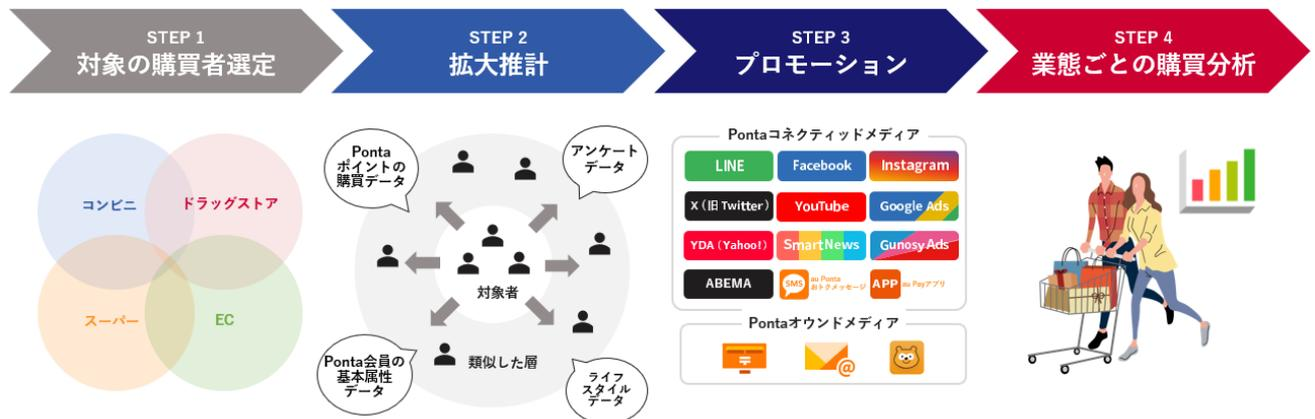 STEP 1
対象の購買者選定
STEP 2
拡大推計
STEP 3
プロモーション
STEP 4
業態ごとの購買分析
コンビニ
ドラッグストア
スーパー
EC
Ponta
ポイントの
購買データ
アンケート
データ
対象者
Ponta会員の
基本属性
データ
類似した層
ライフ
スタイル
データ
Pontaコネクティッドメディア
LINE
Facebook
Instagram
X(旧 Twitter)
YouTube
Google Ads
YDA(Yahoo!)
SmartNews
Gunosy Ads
ABEMA
SMS
au Ponta
おトクメッセージ
APP
au Payアプリ
Pontaオウンドメディア
@